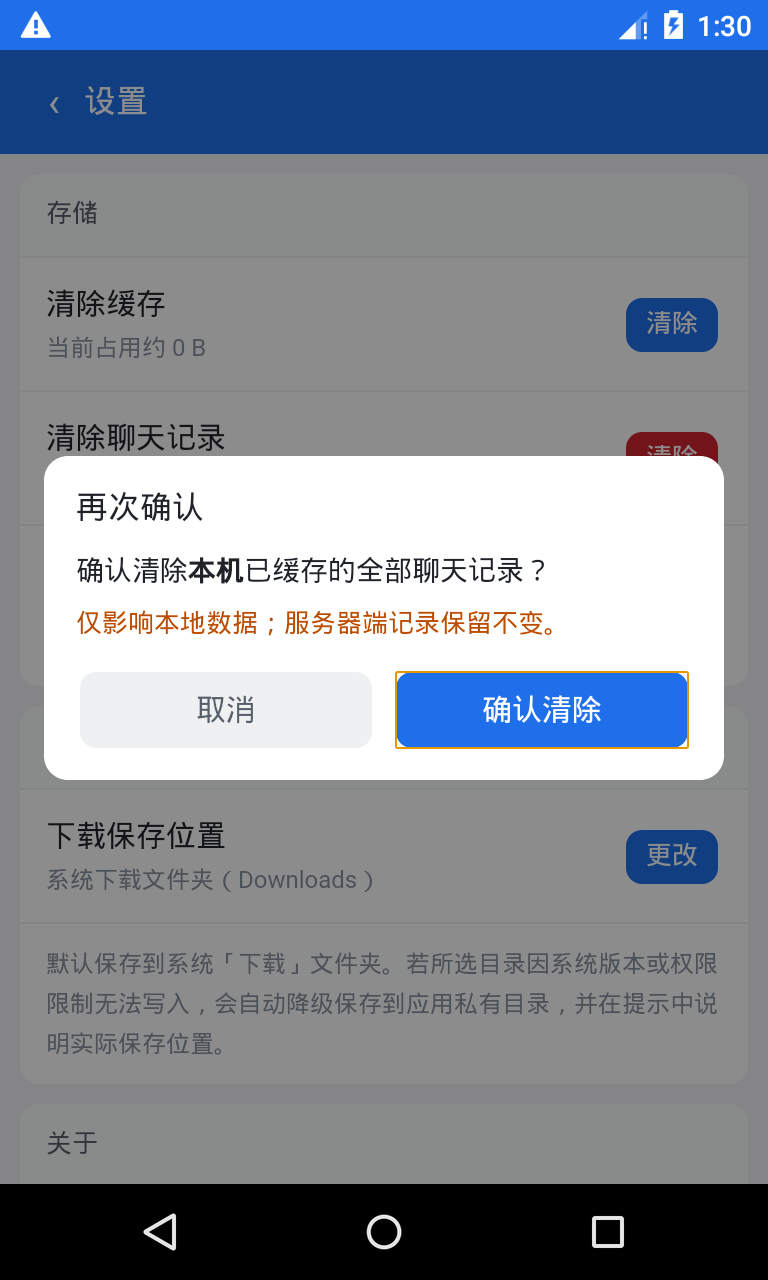 1:30
‹ 设置
存储
清除缓存
当前占用约 0 B
清除
清除聊天记录
清除
再次确认
确认清除本机已缓存的全部聊天记录？
仅影响本地数据；服务器端记录保留不变。
取消
确认清除
下载保存位置
系统下载文件夹（Downloads）
更改
默认保存到系统「下载」文件夹。若所选目录因系统版本或权限
限制无法写入，会自动降级保存到应用私有目录，并在提示中说
明实际保存位置。
关于